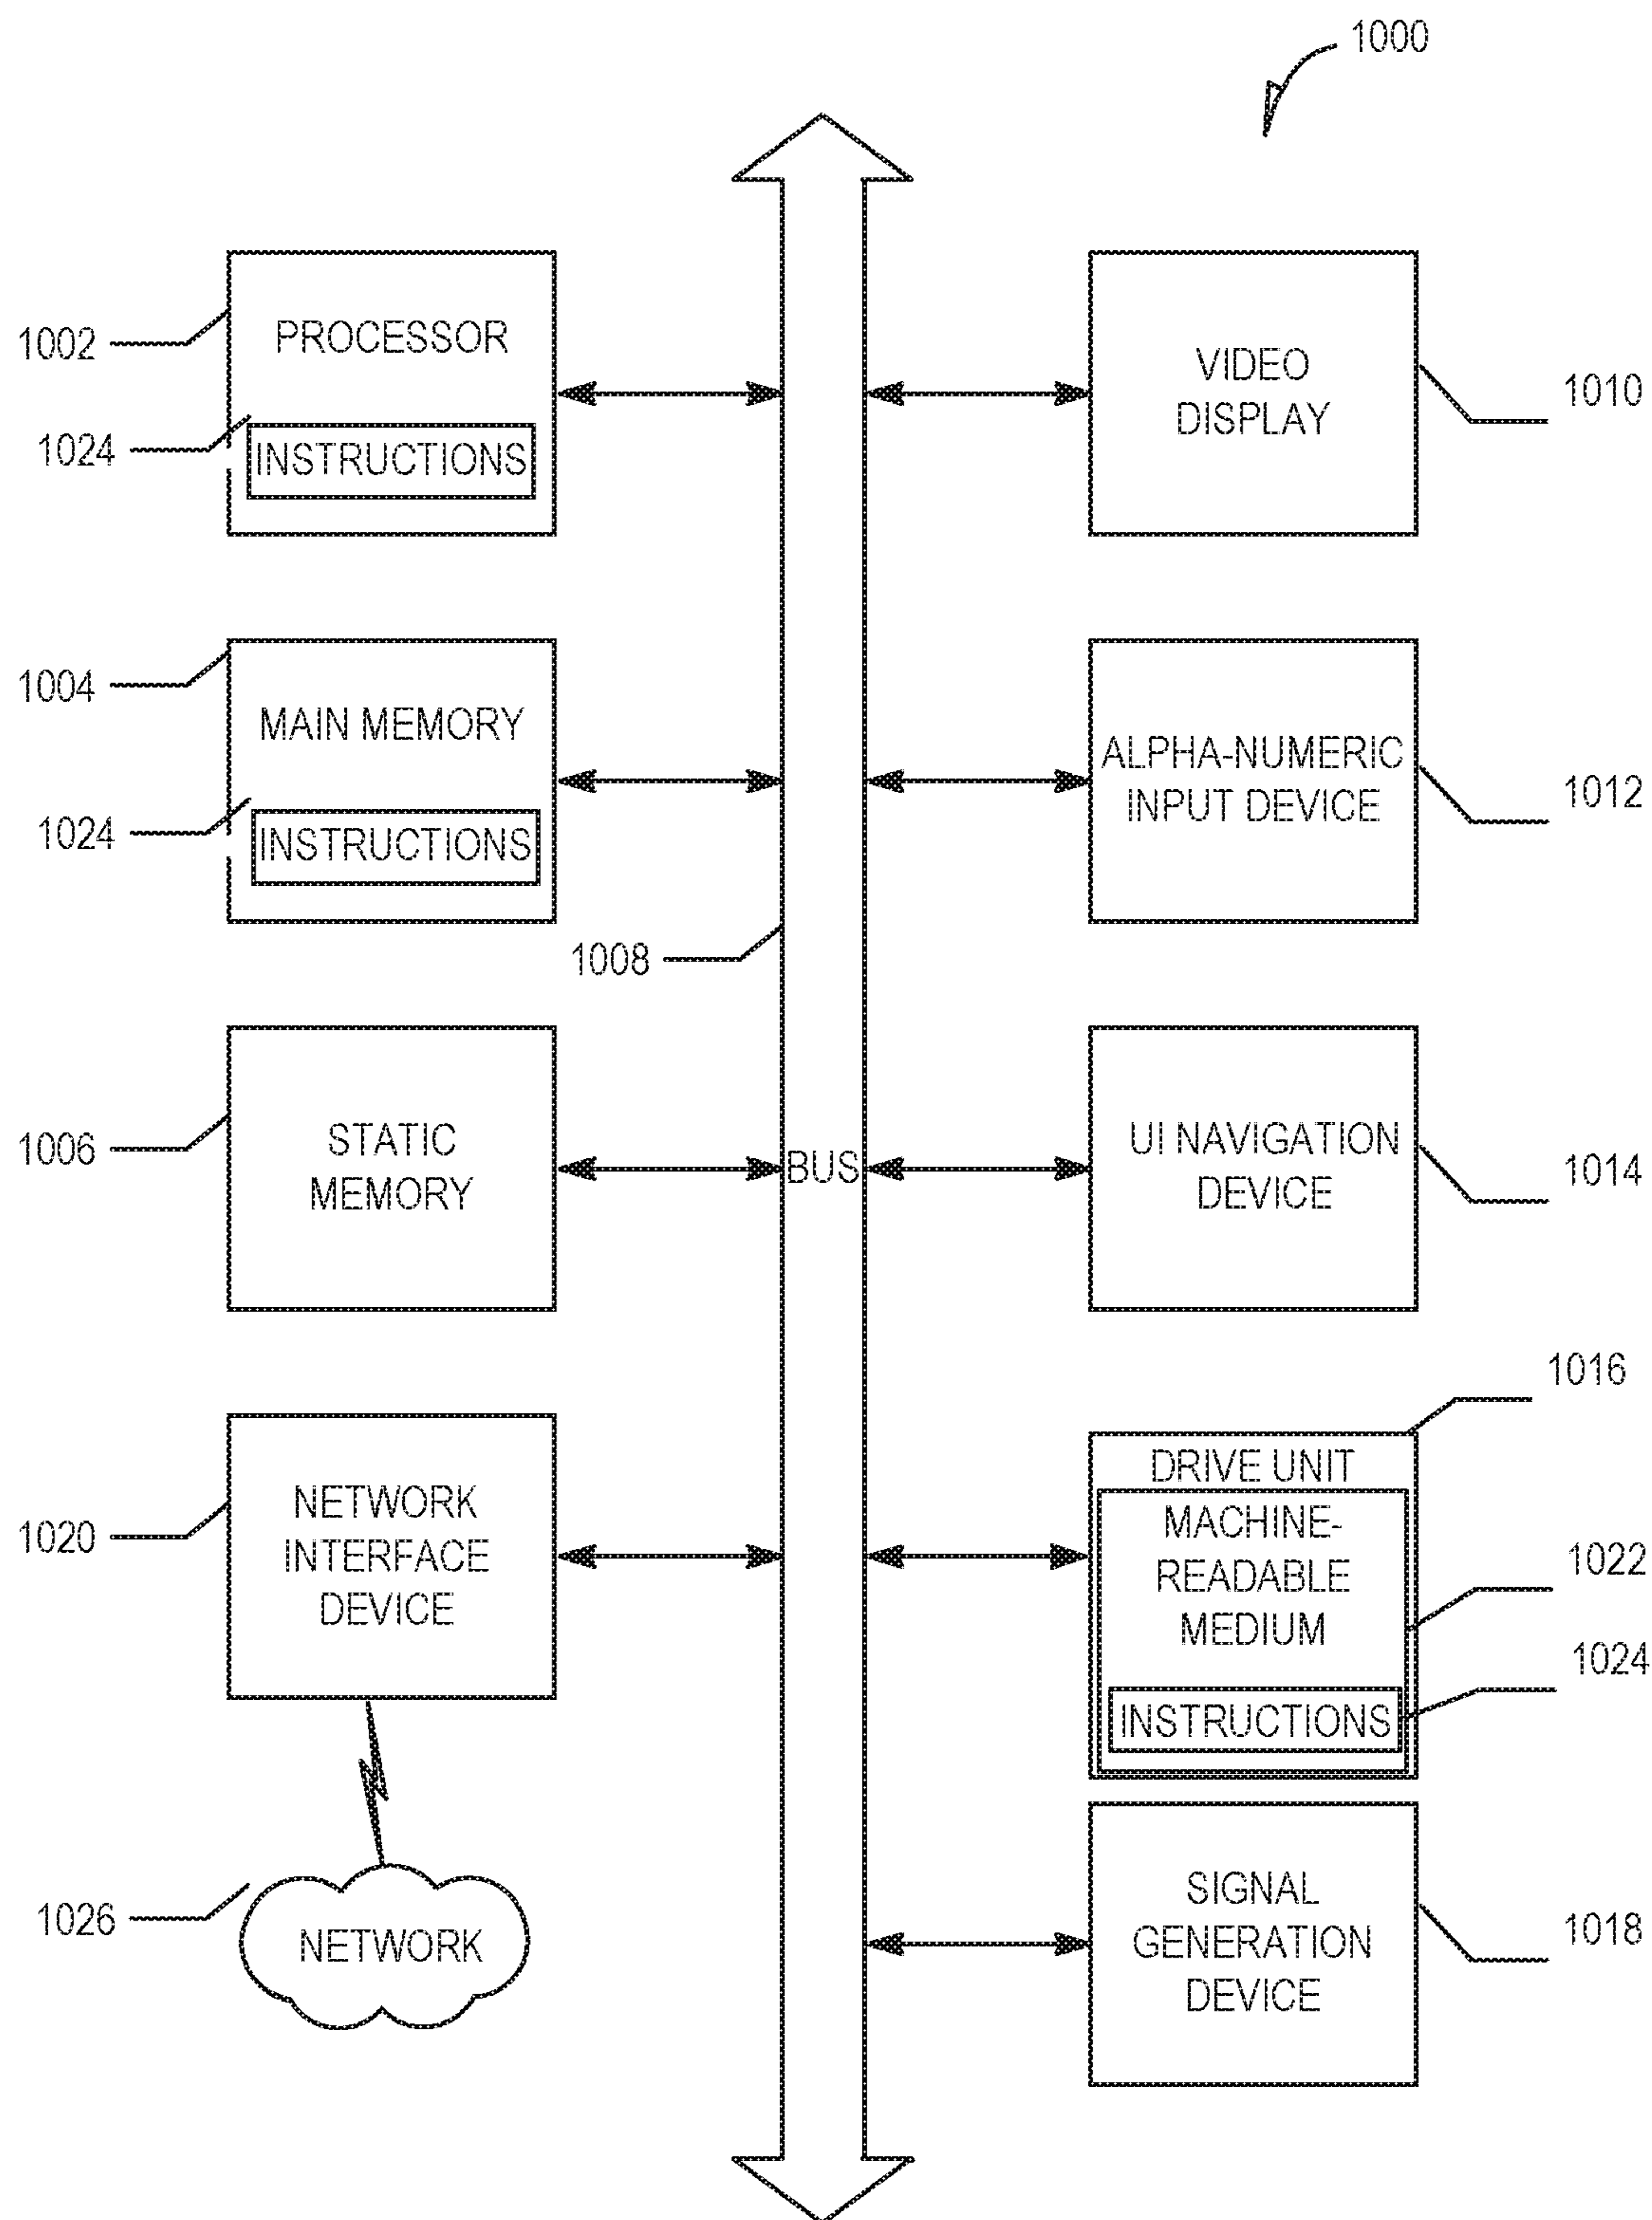 1000
1002
PROCESSOR
1024
INSTRUCTIONS
VIDEO
DISPLAY
1010
1004
MAIN MEMORY
1024
INSTRUCTIONS
ALPHA-NUMERIC
INPUT DEVICE
1012
1008
1006
STATIC
MEMORY
BUS
UI NAVIGATION
DEVICE
1014
1016
1020
NETWORK
INTERFACE
DEVICE
DRIVE UNIT
MACHINE-
READABLE
MEDIUM
1022
INSTRUCTIONS
1024
1026
NETWORK
SIGNAL
GENERATION
DEVICE
1018